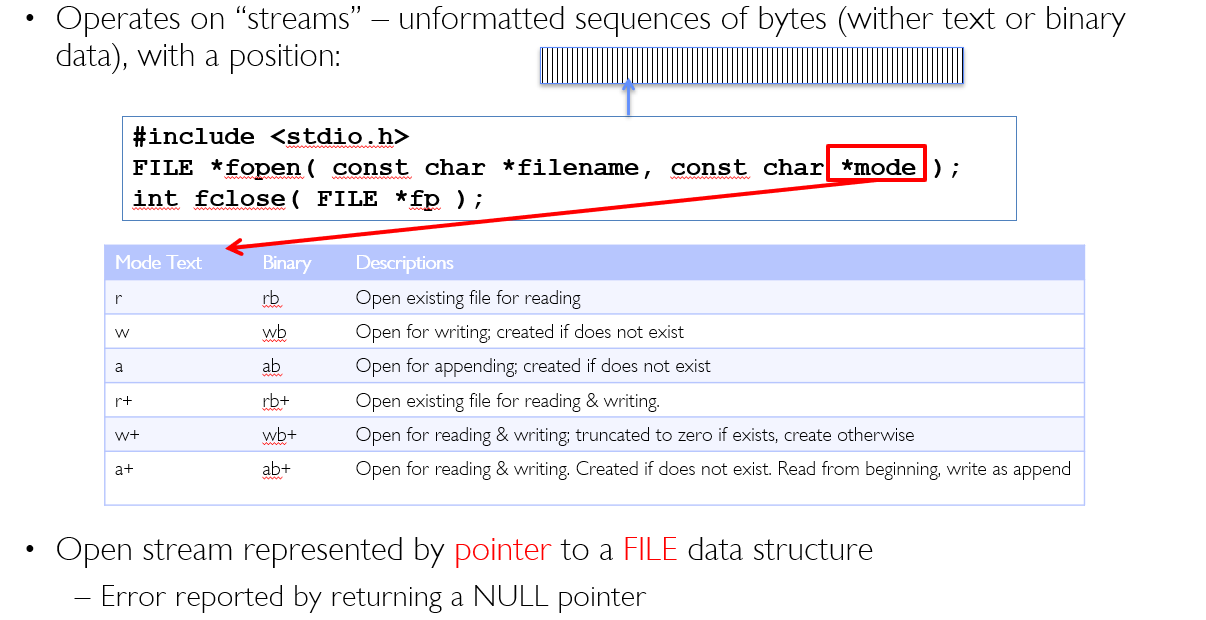 • Operates on “streams” – unformatted sequences of bytes (wither text or binary
data), with a position:
#include <stdio.h>
FILE *fopen( const char *filename, const char *mode );
int fclose( FILE *fp );
Mode Text Binary Descriptions
r rb Open existing file for reading
w wb Open for writing; created if does not exist
a ab Open for appending; created if does not exist
r+ rb+ Open existing file for reading & writing.
w+ wb+ Open for reading & writing; truncated to zero if exists, create otherwise
a+ ab+ Open for reading & writing. Created if does not exist. Read from beginning, write as append
• Open stream represented by pointer to a FILE data structure
– Error reported by returning a NULL pointer